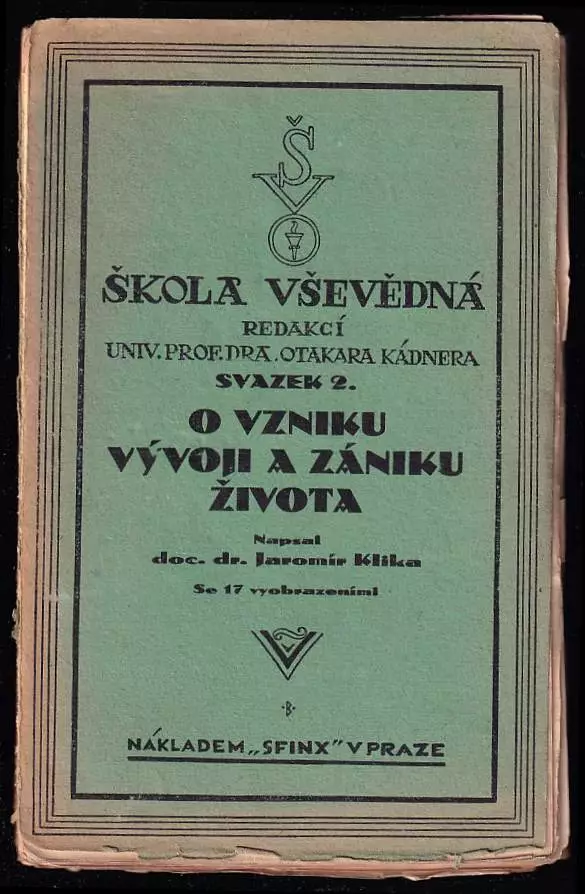 ŠV
ŠKOLA VŠEVĚDNÁ
REDAKCÍ
UNIV. PROF. DRA. OTAKARA KÁDNERA
SVAZEK 2.
O VZNIKU
VÝVOJI A ZÁNIKU
ŽIVOTA
Napsal
doc. dr. Jaromír Klika
Se 17 vyobrazeními
·B·
NÁKLADEM „SFINX" V PRAZE